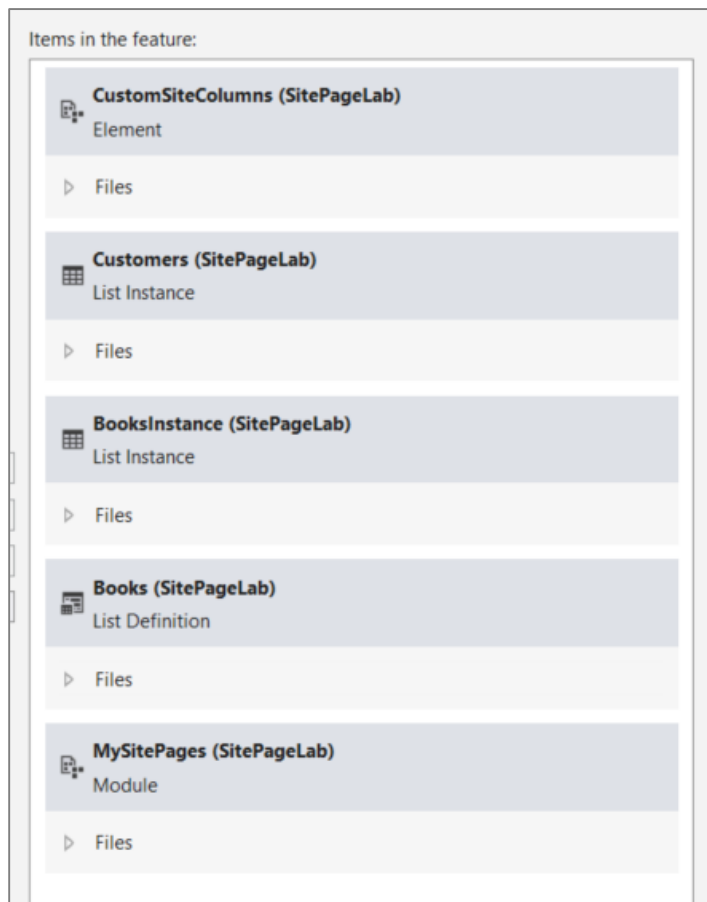 Items in the feature:
CustomSiteColumns (SitePageLab)
Element
Files
Customers (SitePageLab)
List Instance
Files
BooksInstance (SitePageLab)
List Instance
Files
Books (SitePageLab)
List Definition
Files
MySitePages (SitePageLab)
Module
Files